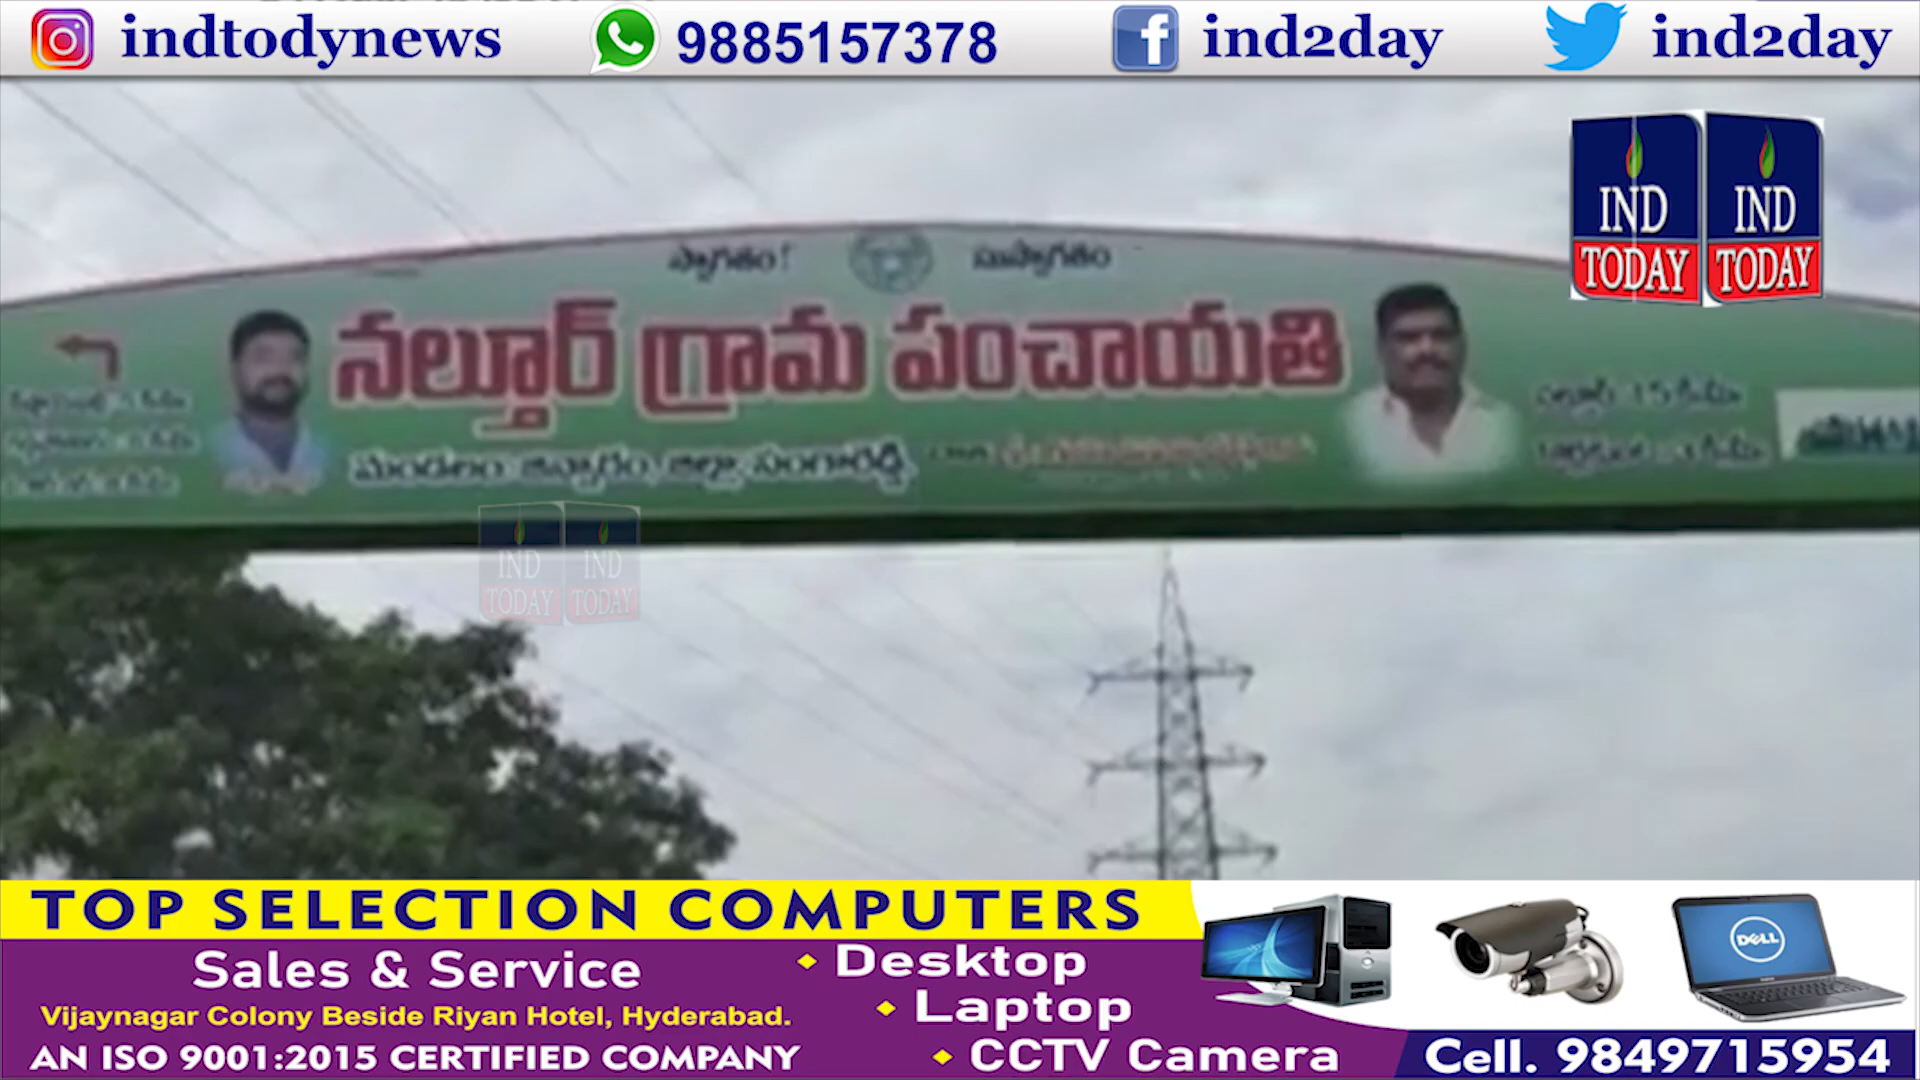 indtodynews 9885157378 ind2day ind2day
IND TODAY IND TODAY
స్వాగతం! సుస్వాగతం
నల్తూర్ గ్రామ పంచాయతి
మండలం జిన్నారం, జిల్లా సంగారెడ్డి
IND TODAY IND TODAY
TOP SELECTION COMPUTERS
Sales & Service
Vijaynagar Colony Beside Riyan Hotel, Hyderabad.
AN ISO 9001:2015 CERTIFIED COMPANY
Desktop
Laptop
CCTV Camera
DELL
Cell. 9849715954